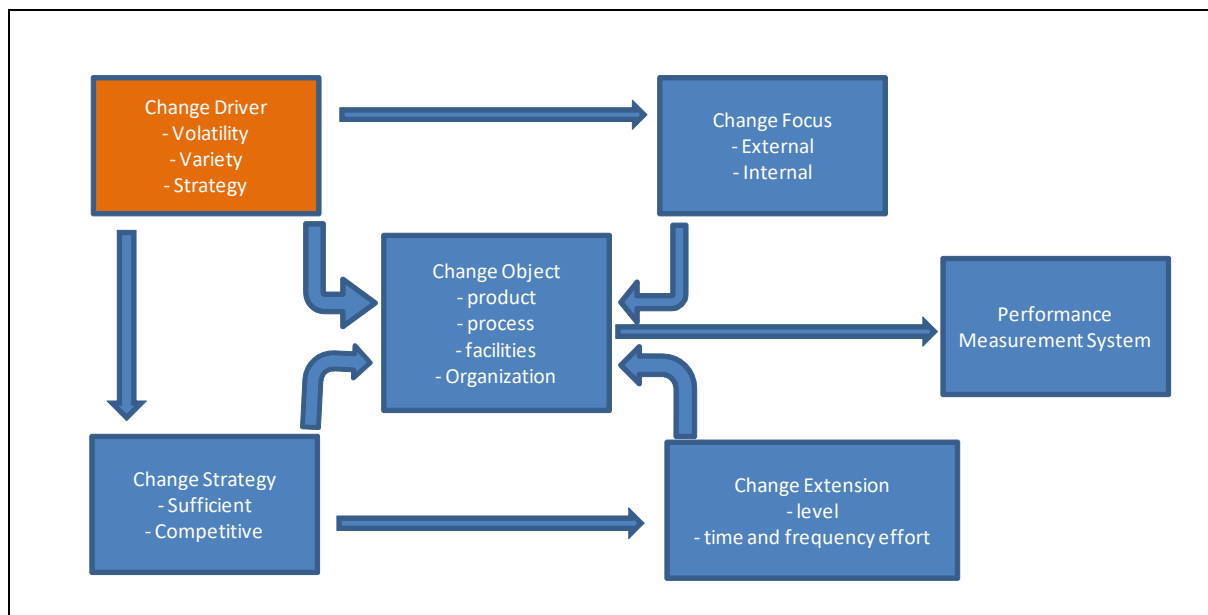 Change Driver
- Volatility
- Variety
- Strategy
Change Focus
- External
- Internal
Change Object
- product
- process
- facilities
- Organization
Performance
Measurement System
Change Strategy
- Sufficient
- Competitive
Change Extension
- level
- time and frequency effort